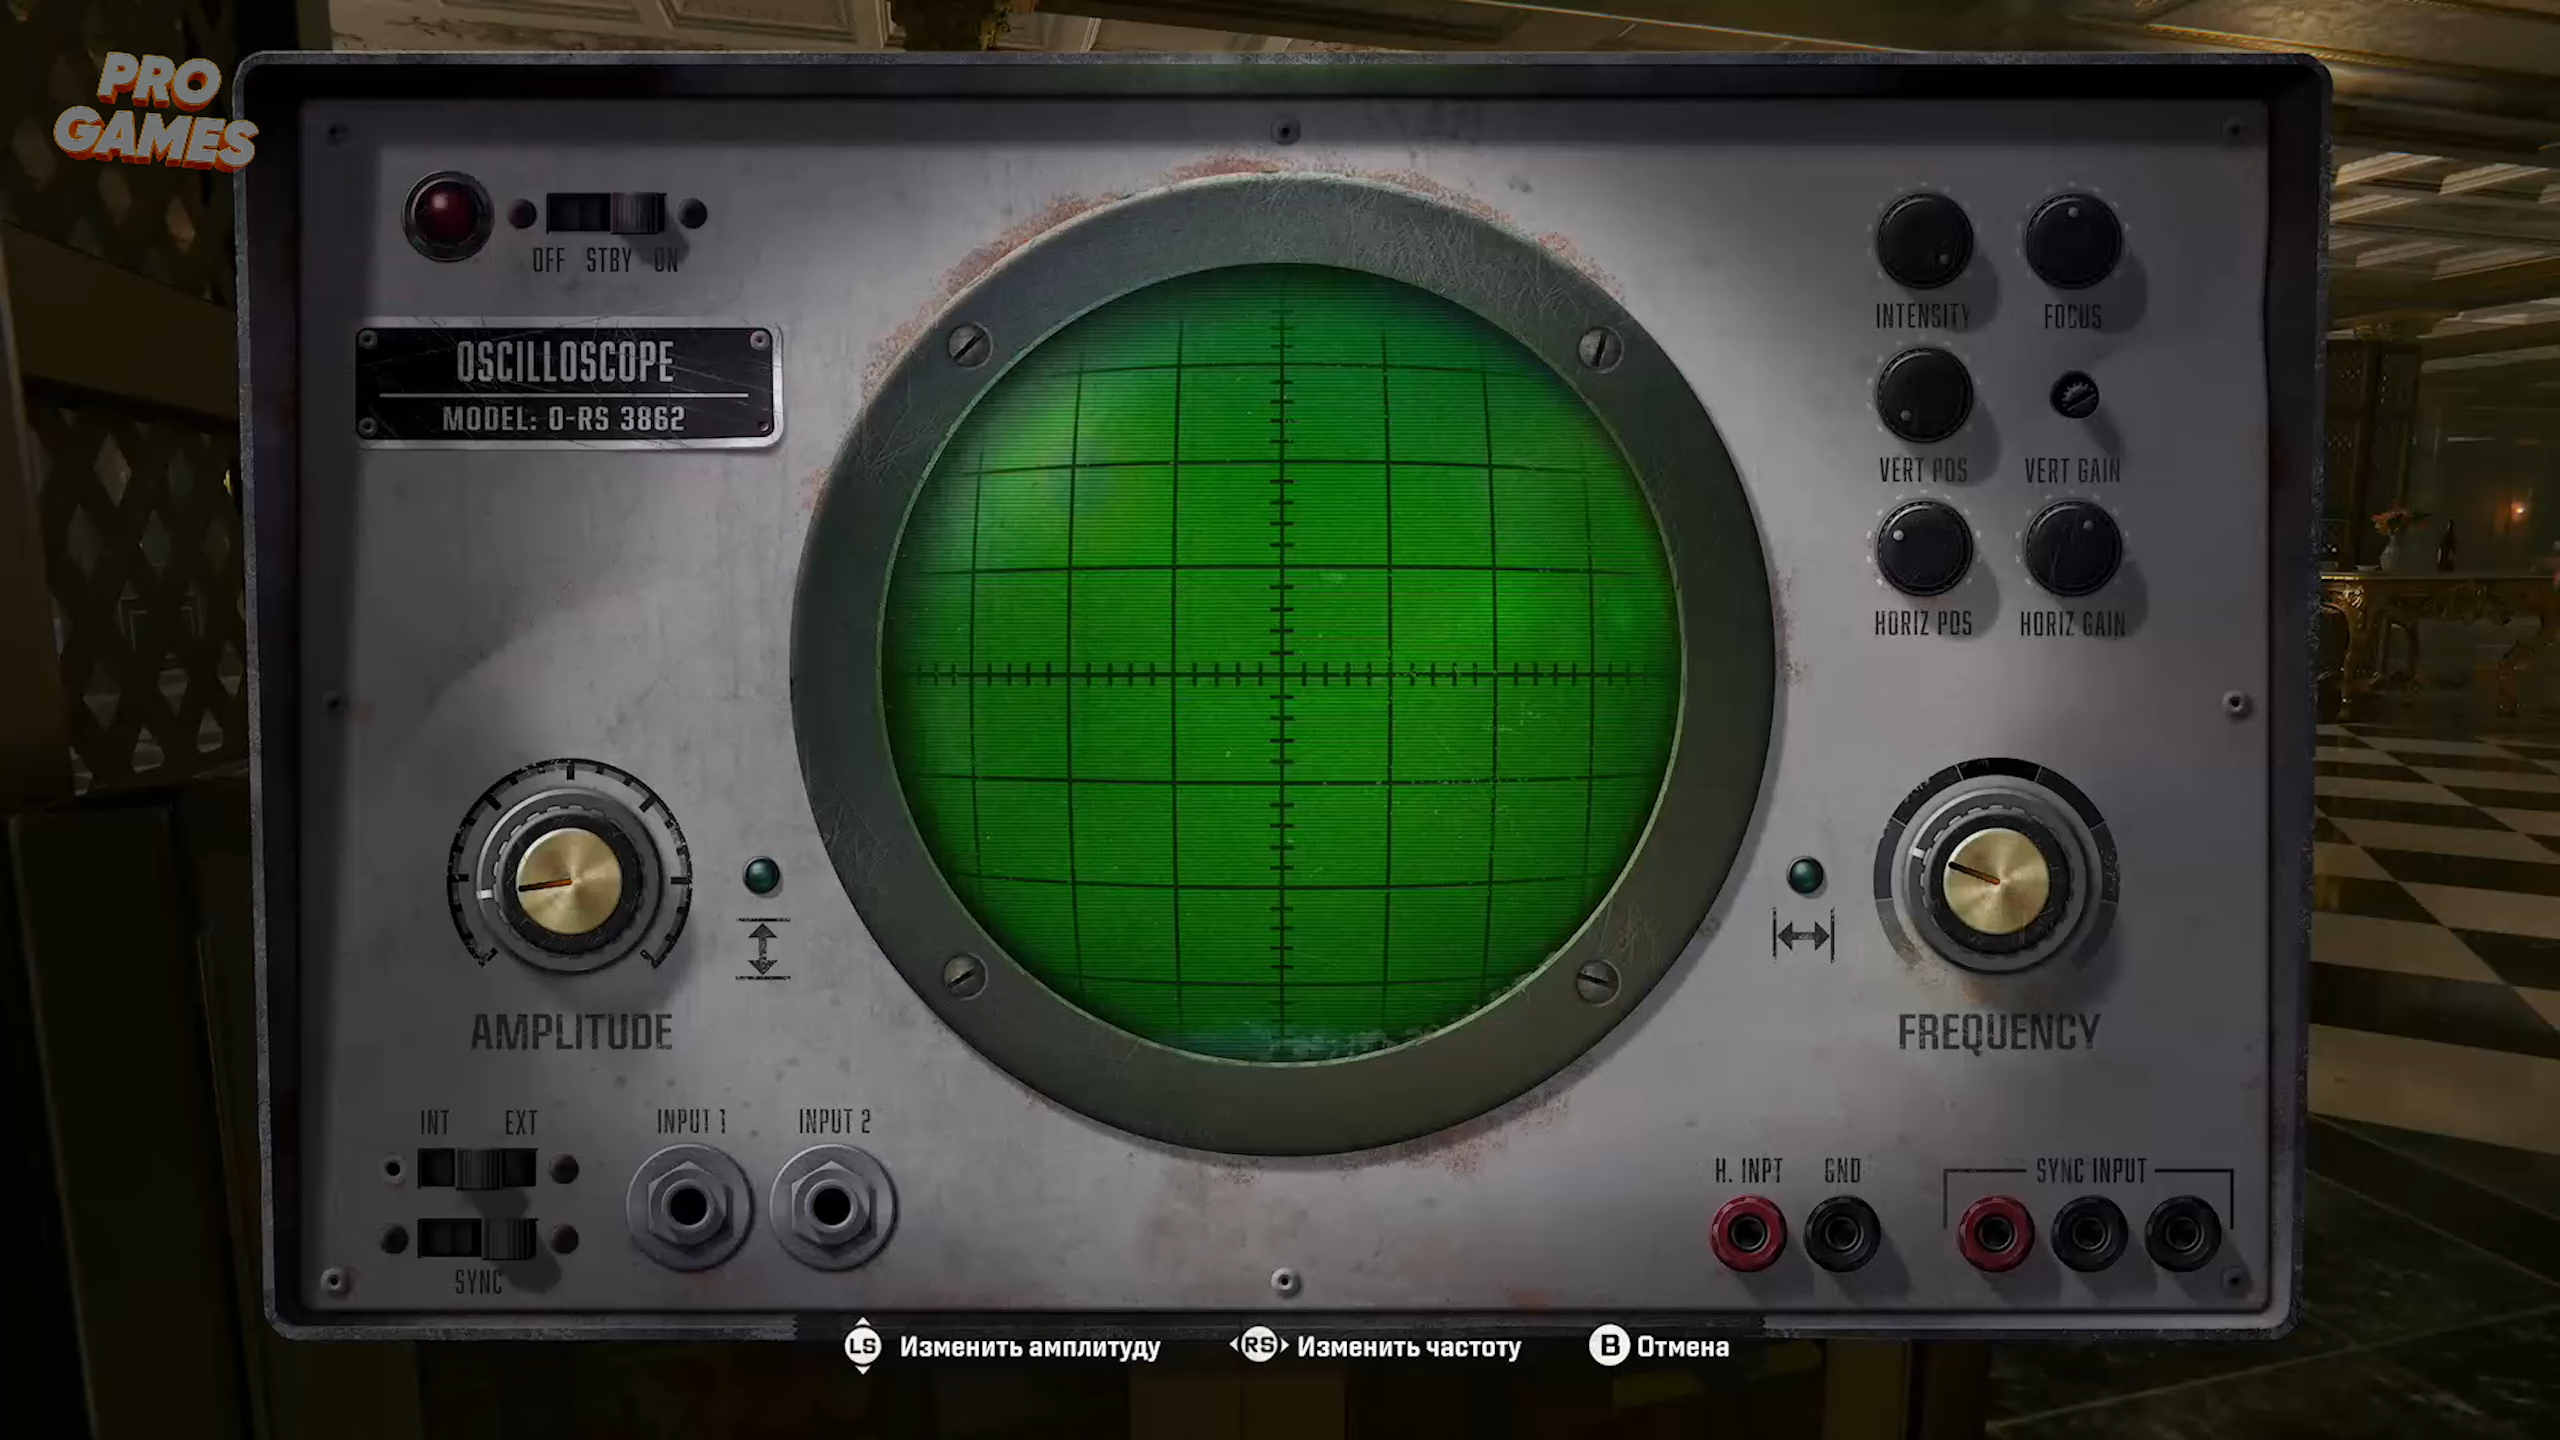 PRO
GAMES
OFF STBY ON
OSCILLOSCOPE
MODEL: O-RS 3862
INTENSITY FOCUS
VERT POS VERT GAIN
HORIZ POS HORIZ GAIN
AMPLITUDE
FREQUENCY
INT EXT
INPUT 1 INPUT 2
SYNC
H. INPT GND
SYNC INPUT
LS Изменить амплитуду RS Изменить частоту B Отмена